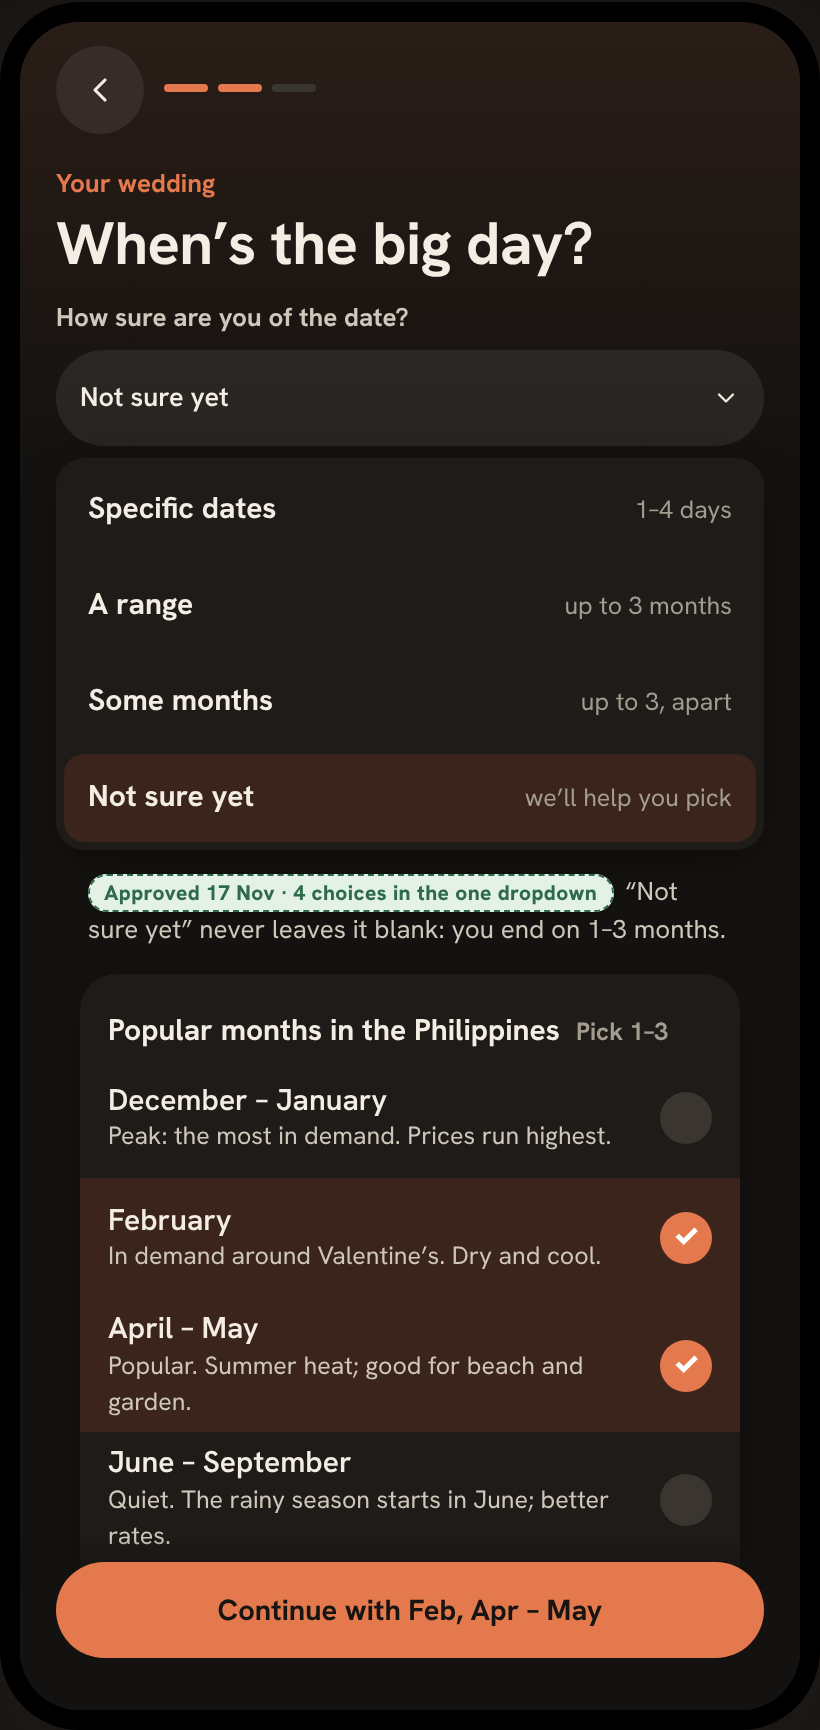 Your wedding
When’s the big day?
How sure are you of the date?
Not sure yet
Specific dates 1–4 days
A range up to 3 months
Some months up to 3, apart
Not sure yet we’ll help you pick
Approved 17 Nov · 4 choices in the one dropdown “Not
sure yet” never leaves it blank: you end on 1–3 months.
Popular months in the Philippines Pick 1–3
December – January
Peak: the most in demand. Prices run highest.
February
In demand around Valentine’s. Dry and cool.
April – May
Popular. Summer heat; good for beach and
garden.
June – September
Quiet. The rainy season starts in June; better
rates.
Continue with Feb, Apr – May